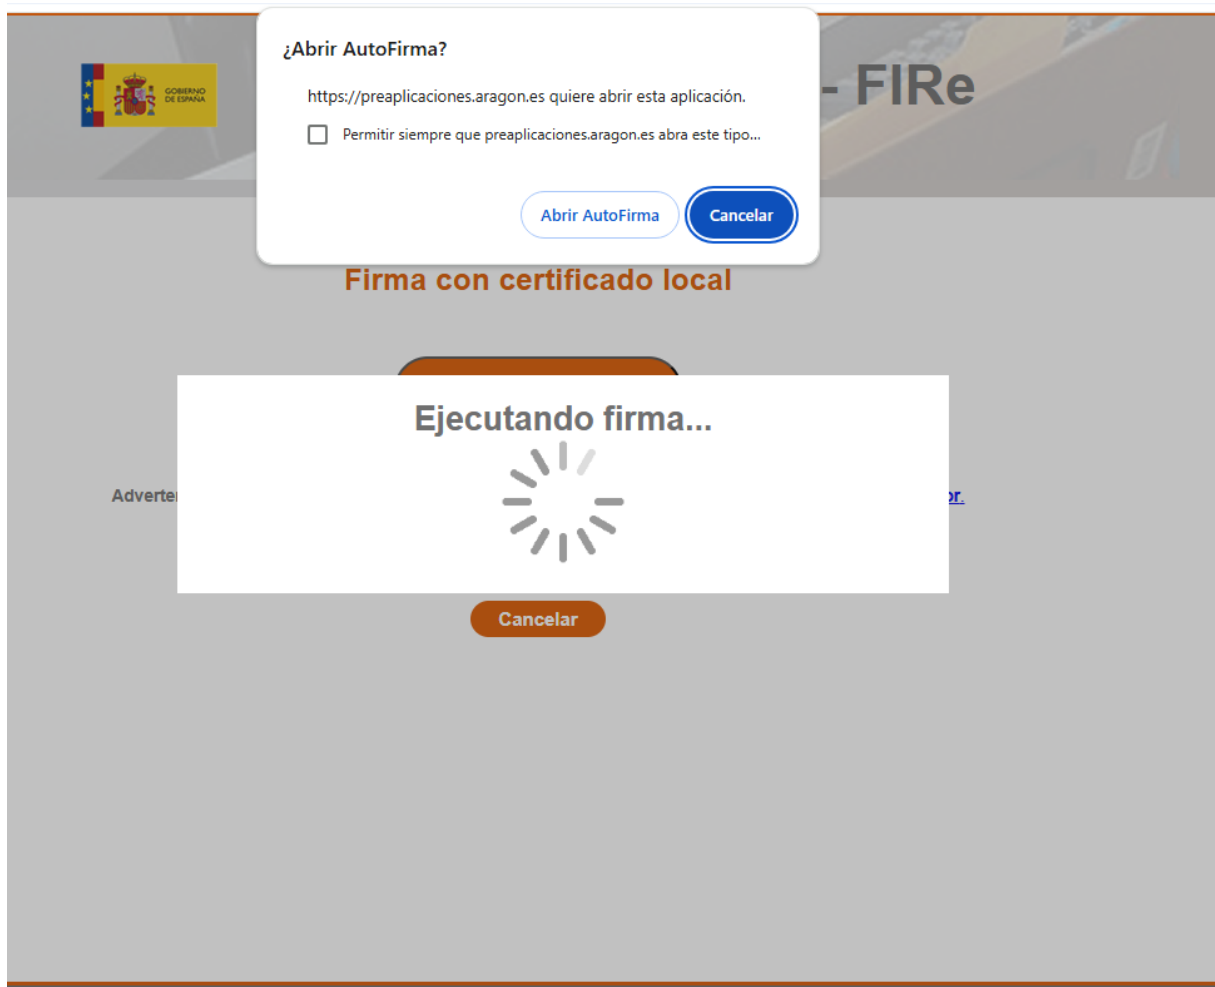 ¿Abrir AutoFirma?
https://preaplicaciones.aragon.es quiere abrir esta aplicación.
Permitir siempre que preaplicaciones.aragon.es abra este tipo...
Abrir AutoFirma
Cancelar
GOBIERNO
DE ESPAÑA
- FIRe
Firma con certificado local
Ejecutando firma...
Cancelar